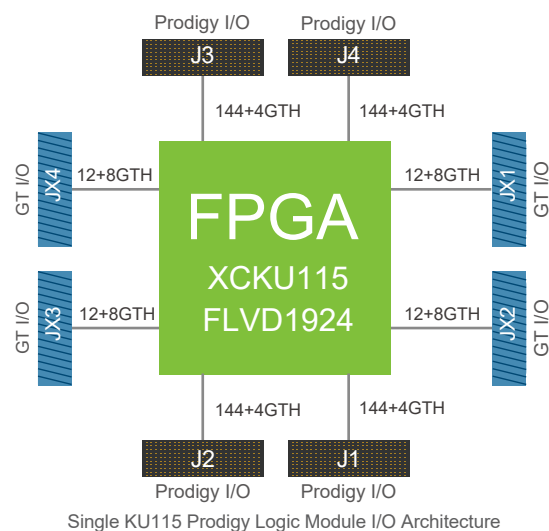 Prodigy I/O
Prodigy I/O
J3
J4
144+4GTH
144+4GTH
GT I/O
JX4
12+8GTH
FPGA
XCKU115
FLVD1924
12+8GTH
JX1
GT I/O
GT I/O
JX3
12+8GTH
12+8GTH
JX2
GT I/O
144+4GTH
144+4GTH
J2
J1
Prodigy I/O
Prodigy I/O
Single KU115 Prodigy Logic Module I/O Architecture